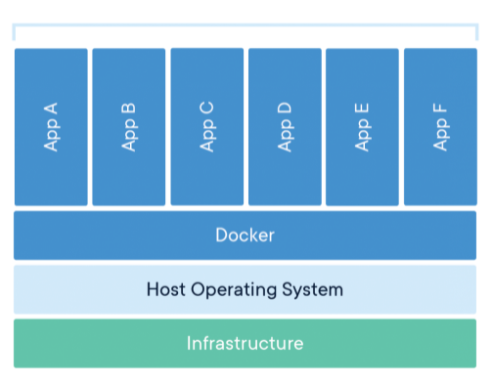 App A
App B
App C
App D
App E
App F
Docker
Host Operating System
Infrastructure